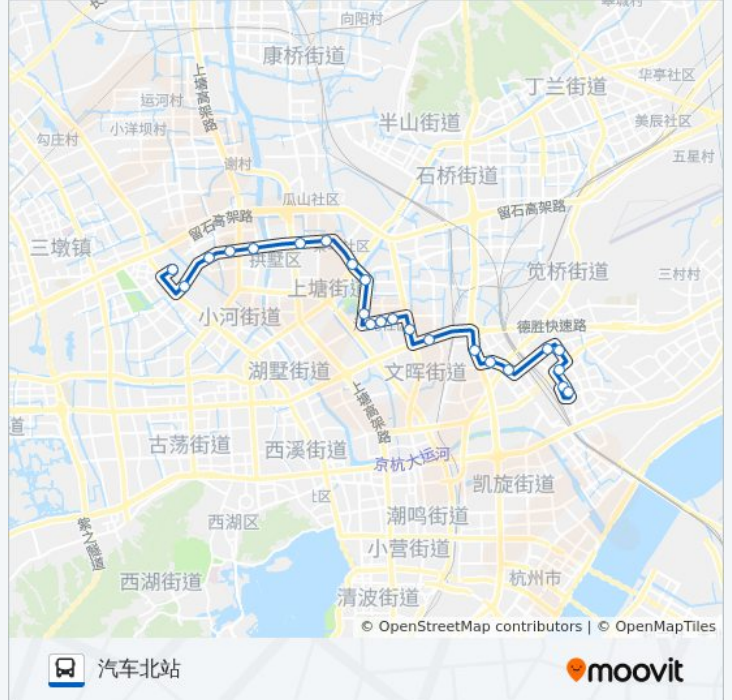 向阳村
康桥街道
华亭社区
丁兰街道
上塘高架路
运河村
美辰社区
半山街道
小洋坝村
勾庄村
谢村
五星村
石桥街道
瓜山社区
留石高架路
留石高架路
三墩镇
社区
拱墅区
笕桥街道
三村村
上塘街道
小河街道
德胜快速路
湖墅街道
文晖街道
上塘高架路
道
古荡街道
西溪街道
京杭大运河
凯旋街道
社区
西湖区
潮鸣街道
紫之隧道
小营街道
西湖街道
杭州市
清波街道
© OpenStreetMap contributors | © OpenMapTiles
汽车北站
moovit